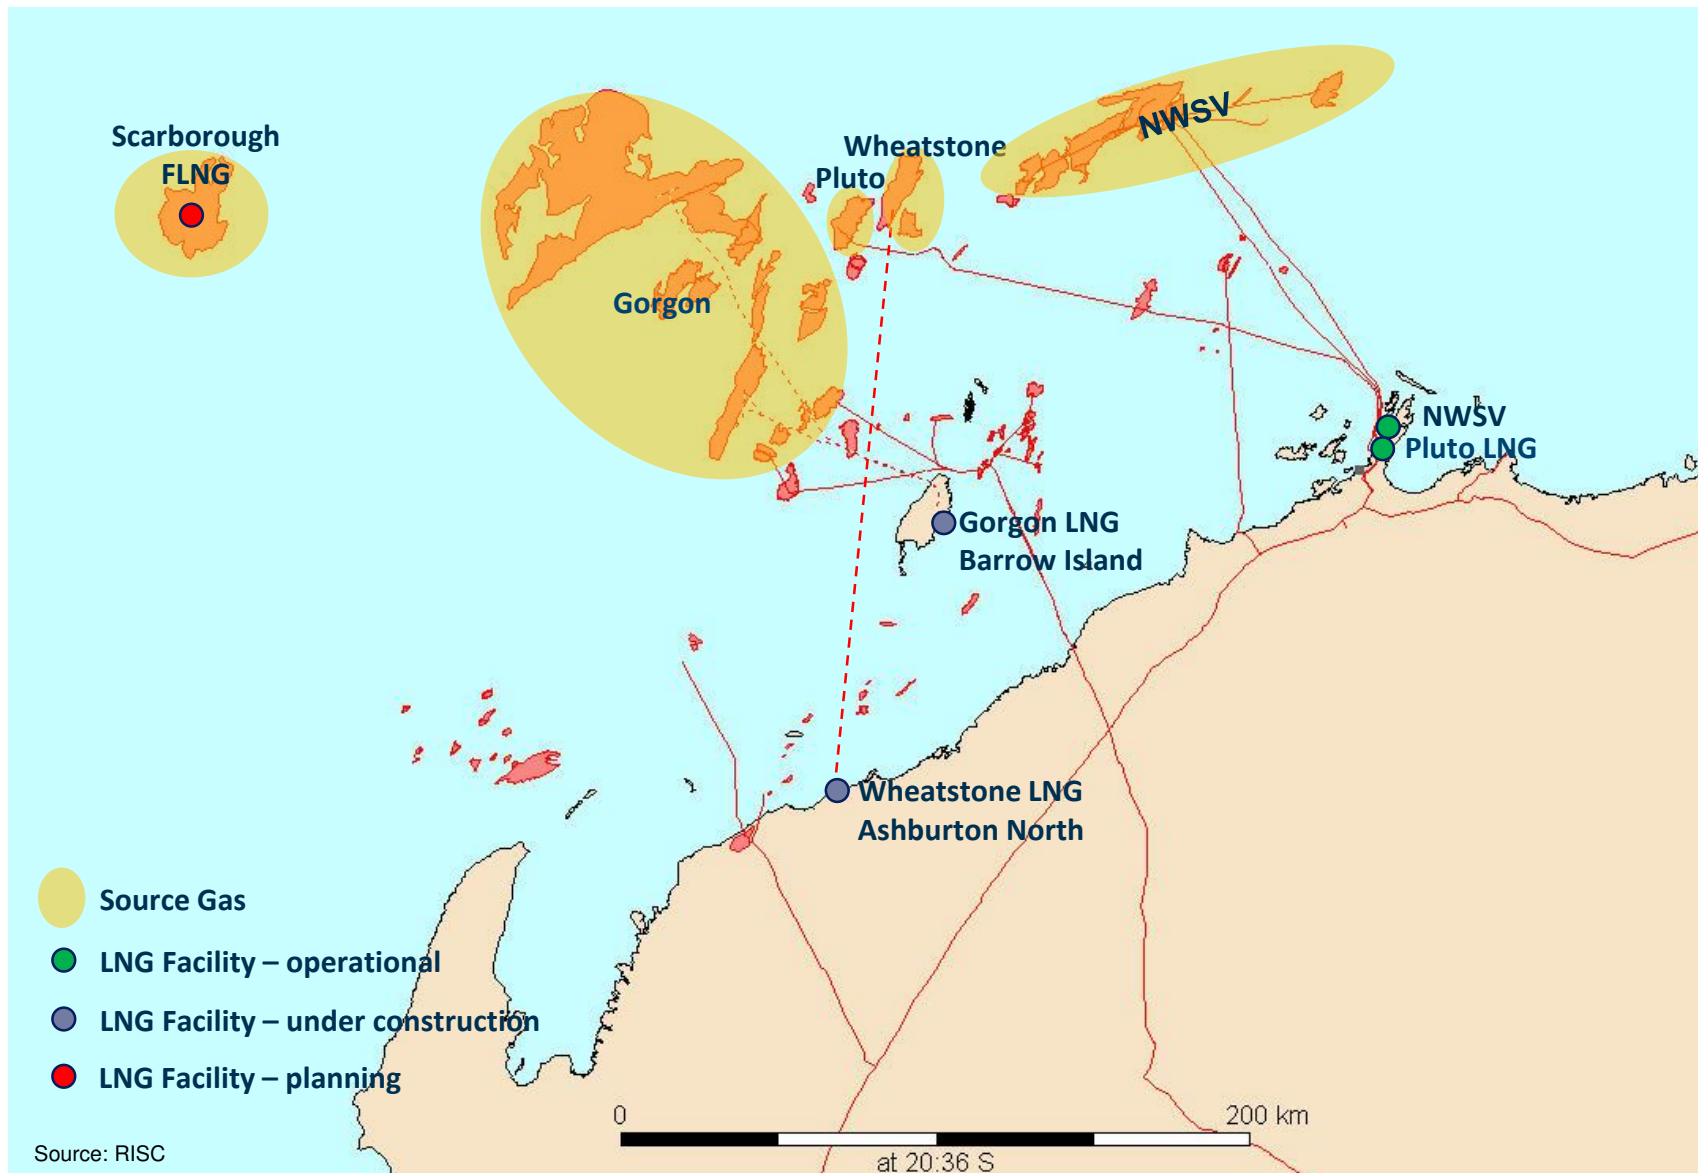 NWSV
Scarborough
FLNG
Wheatstone
Pluto
Gorgon
NWSV
Pluto LNG
Gorgon LNG
Barrow Island
Wheatstone LNG
Ashburton North
Source Gas
LNG Facility – operational
LNG Facility – under construction
LNG Facility – planning
0
200 km
at 20:36 S
Source: RISC